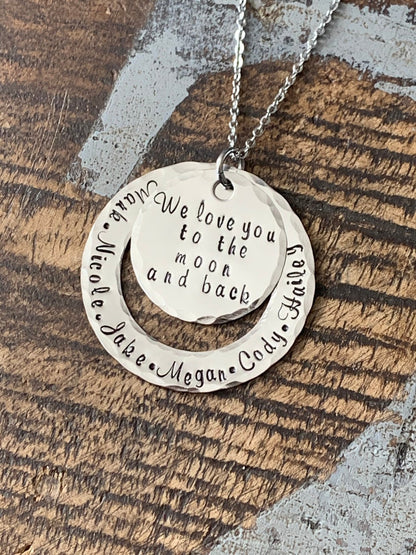 We love you
to the
moon
and back
Mark•Nicole•Jake•Megan•Cody•Hailey